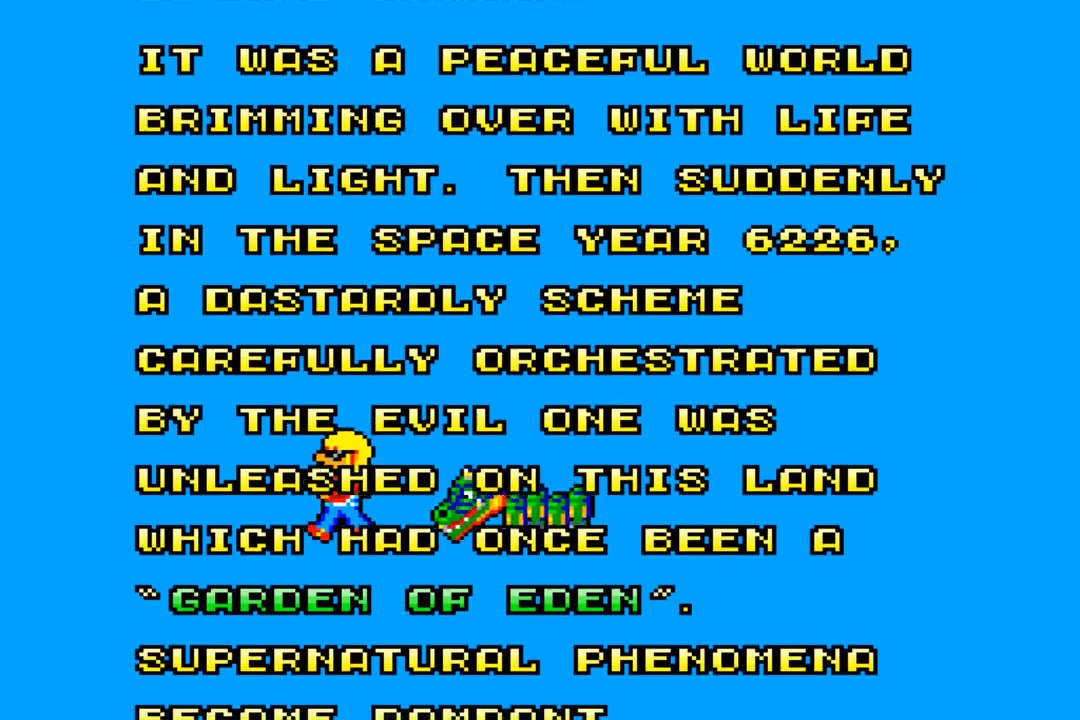 IT WAS A PEACEFUL WORLD
BRIMMING OVER WITH LIFE
AND LIGHT. THEN SUDDENLY
IN THE SPACE YEAR 6226,
A DASTARDLY SCHEME
CAREFULLY ORCHESTRATED
BY THE EVIL ONE WAS
UNLEASHED ON THIS LAND
WHICH HAD ONCE BEEN A
“GARDEN OF EDEN”.
SUPERNATURAL PHENOMENA
BECAME RAMPANT